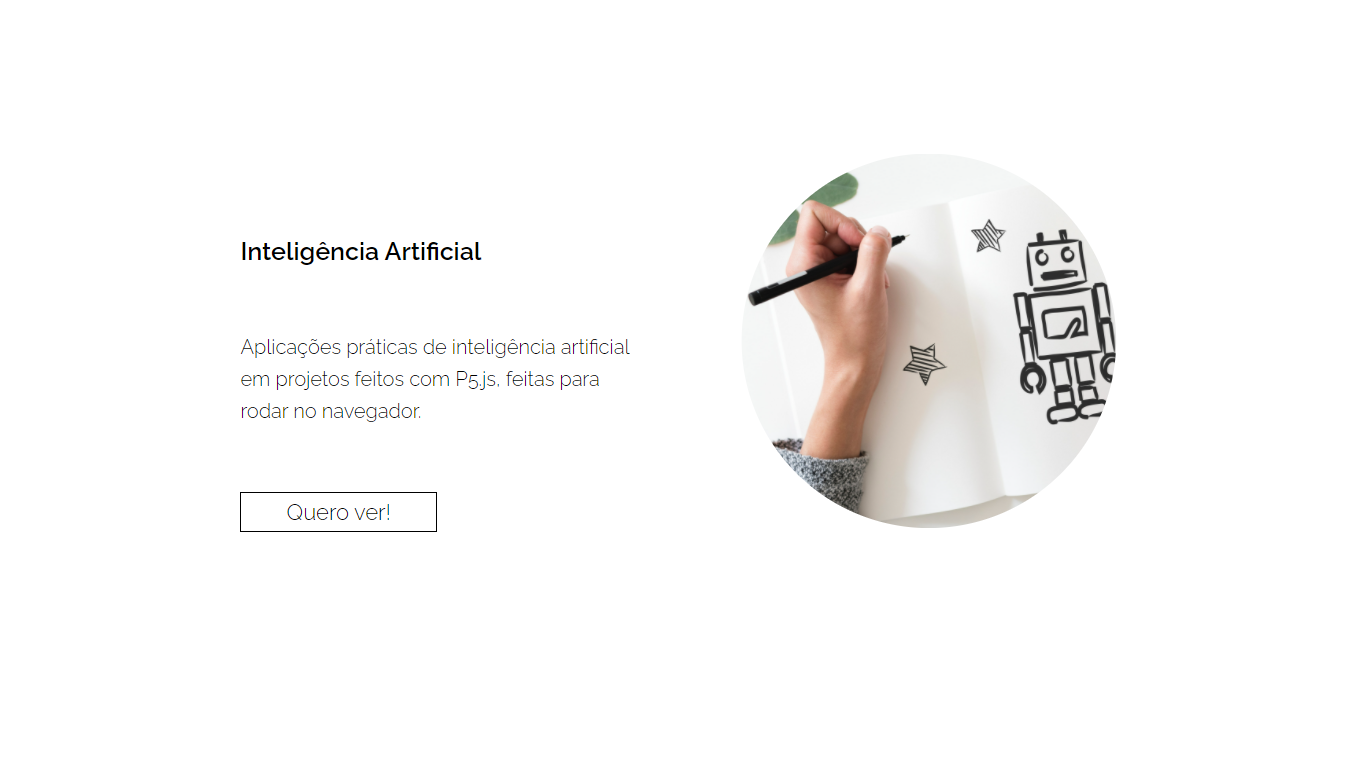 Inteligência Artificial
Aplicações práticas de inteligência artificial
em projetos feitos com P5.js, feitas para
rodar no navegador.
Quero ver!